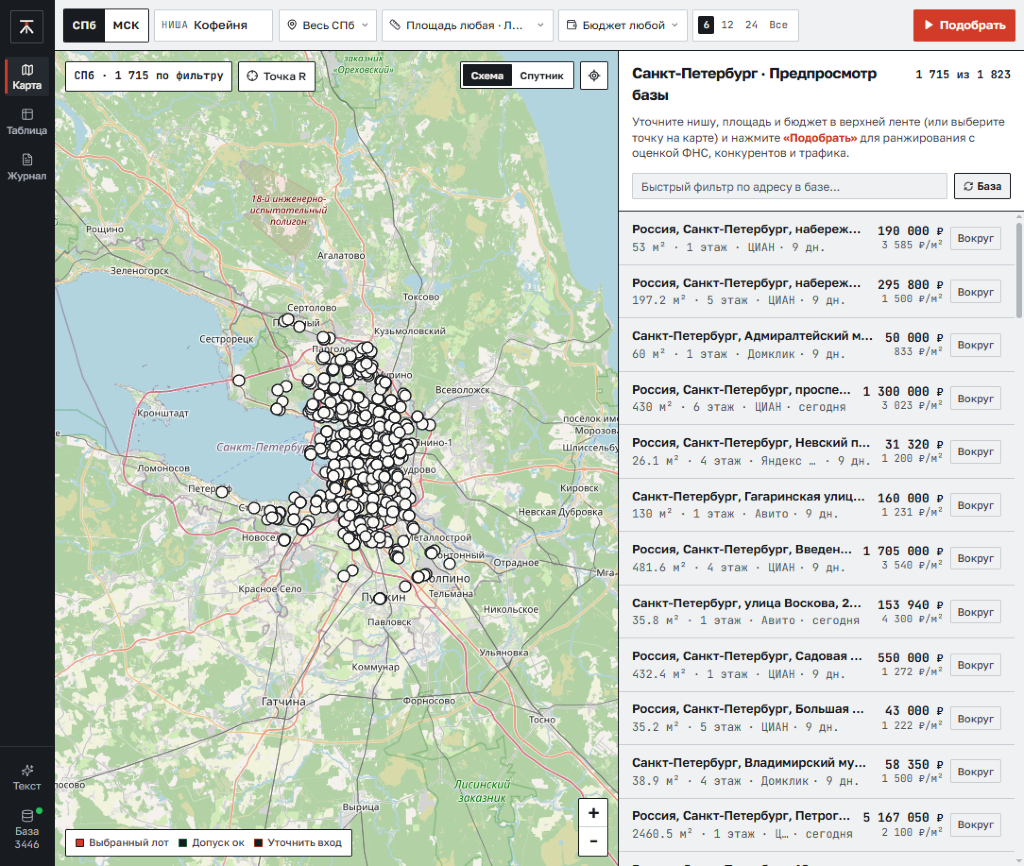 СПб МСК
НИША Кофейня
Весь СПб
Площадь любая · Л...
Бюджет любой
6 12 24 Все
Подобрать
Карта
Таблица
Журнал
Текст
База
3446
СПб · 1 715 по фильтру
Точка R
Схема Спутник
заказник
«Ореховский»
18-й инженерно-
испытательный
полигон
Рощино
Агалатово
Зеленогорск
Токсово
Сертолово
Кузьмоловский
Сестрорецк
Всеволожск
Кронштадт
Санкт-Петербург
Ломоносов
Шлиссельбу
Кировск
Невская Дубровка
Металлострой
Отрадное
Мга
Красное Село
Тельмана
Никольское
Павловск
Ульяновка
Коммунар
Гатчина
Форносово
Тосно
Лисинский
заказник
Вырица
+
−
Выбранный лот Допуск ок Уточнить вход
Санкт-Петербург · Предпросмотр
базы
1 715 из 1 823
Уточните нишу, площадь и бюджет в верхней ленте (или выберите
точку на карте) и нажмите «Подобрать» для ранжирования с
оценкой ФНС, конкурентов и трафика.
Быстрый фильтр по адресу в базе...
База
Россия, Санкт-Петербург, набереж... 190 000 ₽
53 м² · 1 этаж · ЦИАН · 9 дн. 3 585 ₽/м²
Вокруг
Россия, Санкт-Петербург, набереж... 295 800 ₽
197.2 м² · 5 этаж · ЦИАН · 9 дн. 1 500 ₽/м²
Вокруг
Санкт-Петербург, Адмиралтейский м... 50 000 ₽
60 м² · 1 этаж · Домклик · 9 дн. 833 ₽/м²
Вокруг
Россия, Санкт-Петербург, проспе... 1 300 000 ₽
430 м² · 6 этаж · ЦИАН · сегодня 3 023 ₽/м²
Вокруг
Россия, Санкт-Петербург, Невский п... 31 320 ₽
26.1 м² · 4 этаж · Яндекс … · 9 дн. 1 200 ₽/м²
Вокруг
Санкт-Петербург, Гагаринская улиц... 160 000 ₽
130 м² · 1 этаж · Авито · 9 дн. 1 231 ₽/м²
Вокруг
Россия, Санкт-Петербург, Введен... 1 705 000 ₽
481.6 м² · 4 этаж · ЦИАН · 9 дн. 3 540 ₽/м²
Вокруг
Санкт-Петербург, улица Воскова, 2... 153 940 ₽
35.8 м² · 1 этаж · Авито · сегодня 4 300 ₽/м²
Вокруг
Россия, Санкт-Петербург, Садовая ... 550 000 ₽
432.4 м² · 1 этаж · ЦИАН · 9 дн. 1 272 ₽/м²
Вокруг
Россия, Санкт-Петербург, Большая ... 43 000 ₽
35.2 м² · 5 этаж · ЦИАН · 9 дн. 1 222 ₽/м²
Вокруг
Санкт-Петербург, Владимирский му... 58 350 ₽
38.9 м² · 4 этаж · Домклик · 9 дн. 1 500 ₽/м²
Вокруг
Россия, Санкт-Петербург, Петрог... 5 167 050 ₽
2460.5 м² · 1 этаж · Ц… · сегодня 2 100 ₽/м²
Вокруг